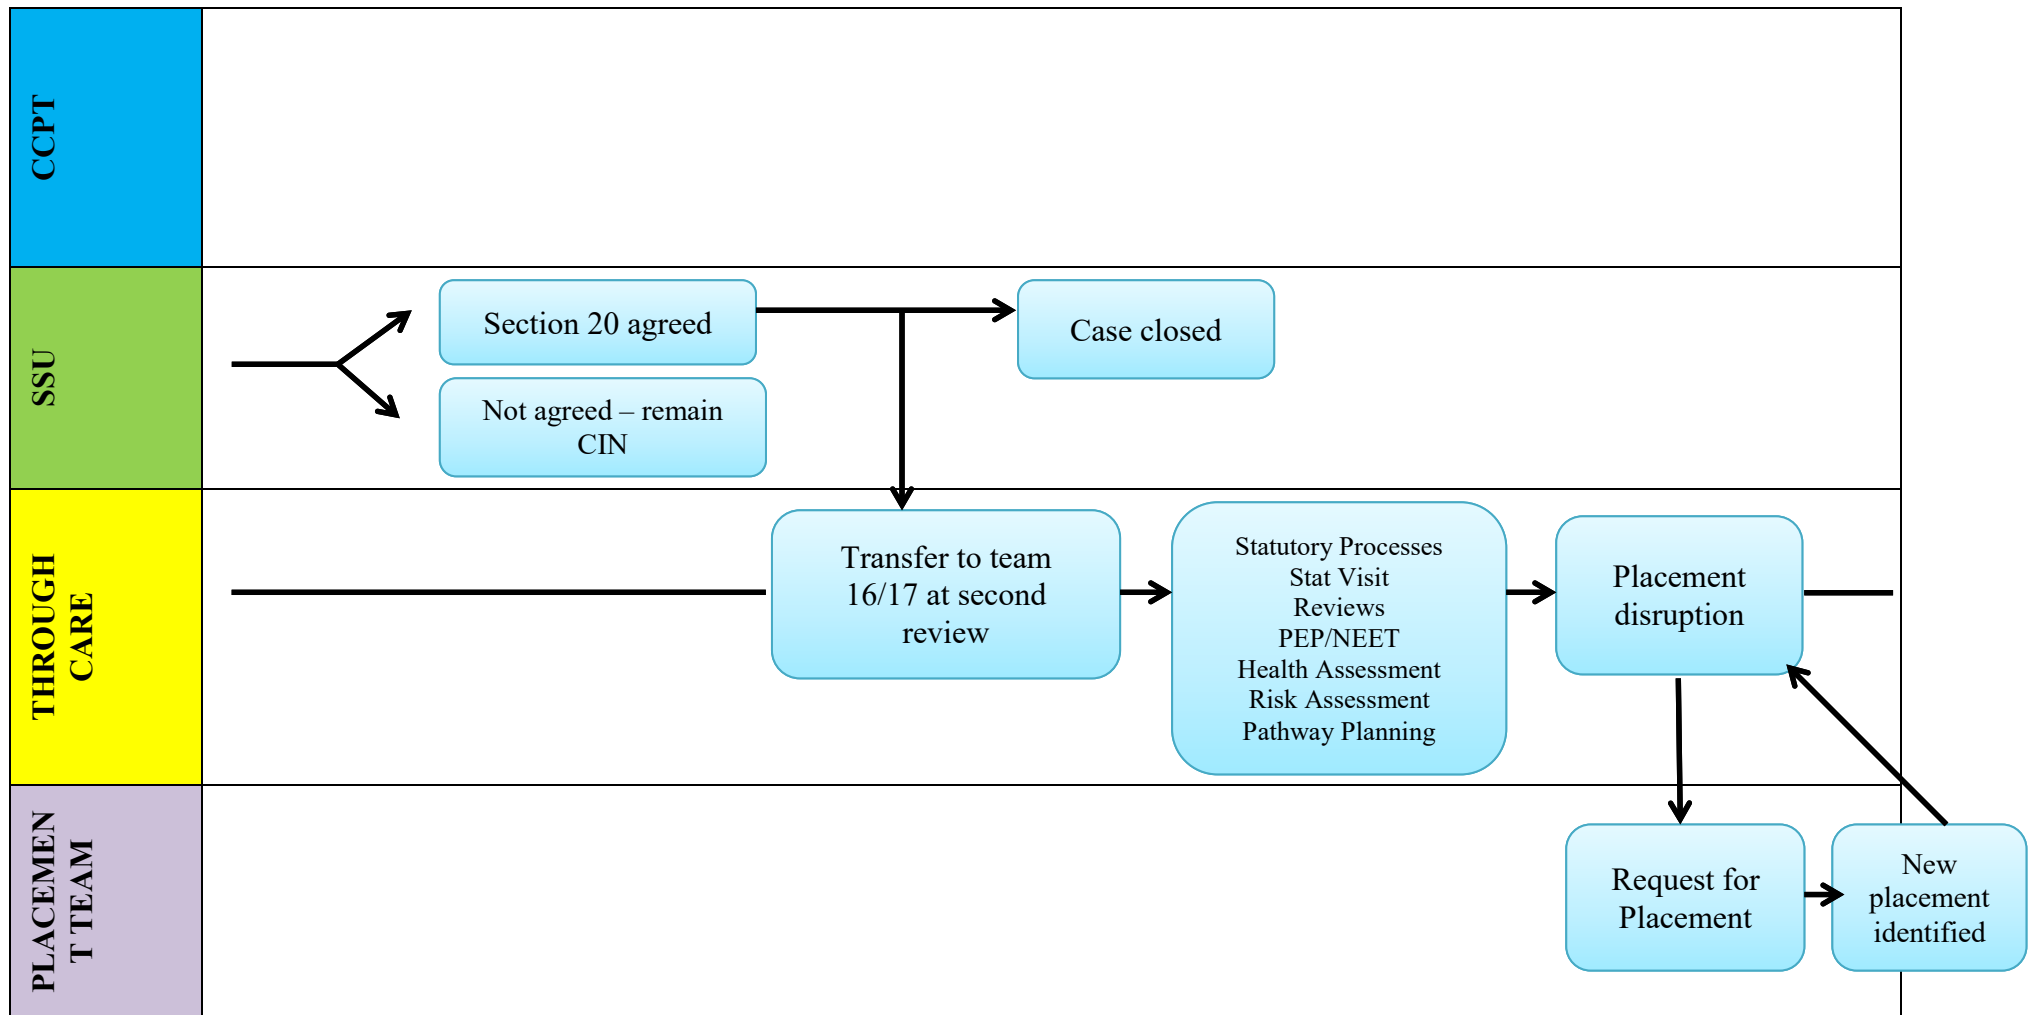 CCPT
SSU
Section 20 agreed
Case closed
Not agreed – remain
CIN
THROUGH
CARE
Transfer to team
16/17 at second
review
Statutory Processes
Stat Visit
Reviews
PEP/NEET
Health Assessment
Risk Assessment
Pathway Planning
Placement
disruption
PLACEMEN
T TEAM
Request for
Placement
New
placement
identified